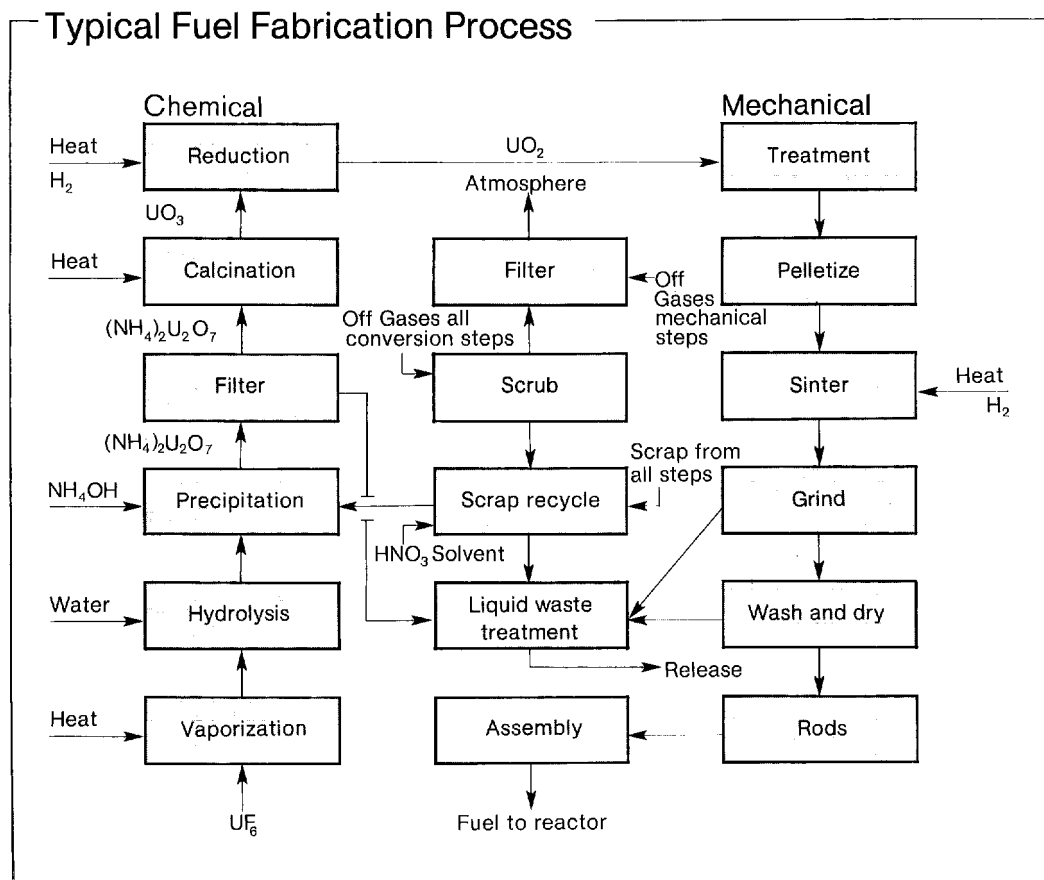 Typical Fuel Fabrication Process
Chemical
Mechanical
Heat
H₂
Reduction
UO₂
Treatment
Atmosphere
UO₃
Heat
Calcination
Filter
Off
Gases
mechanical
steps
Pelletize
(NH₄)₂U₂O₇
Off Gases all
conversion steps
Filter
Scrub
Sinter
Heat
H₂
(NH₄)₂U₂O₇
Scrap from
all steps
NH₄OH
Precipitation
Scrap recycle
Grind
HNO₃ Solvent
Water
Hydrolysis
Liquid waste
treatment
Wash and dry
Release
Heat
Vaporization
Assembly
Rods
UF₆
Fuel to reactor